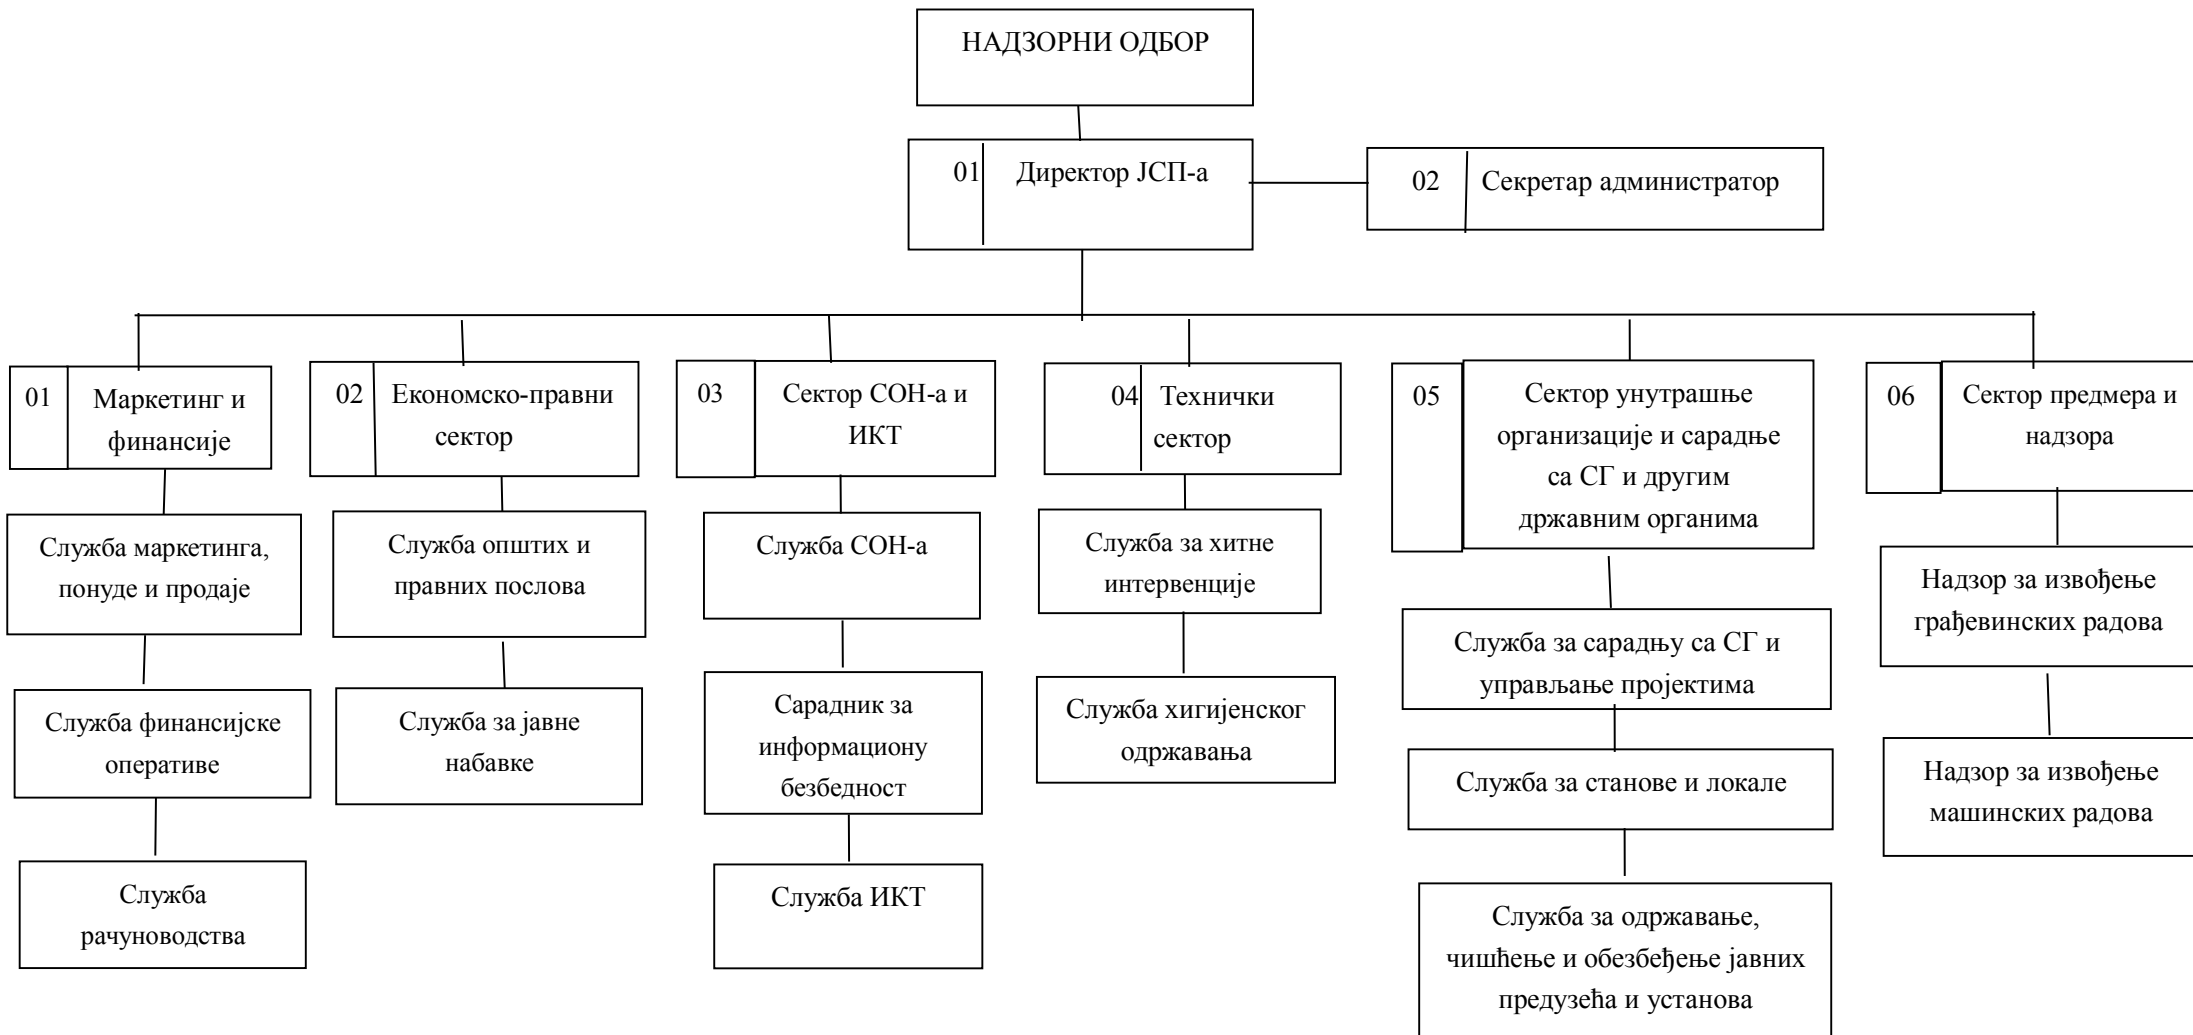 НАДЗОРНИ ОДБОР
01 Директор ЈСП-а
02 Секретар администратор
01 Маркетинг и
финансије
Служба маркетинга,
понуде и продаје
Служба финансијске
оперативе
Служба
рачуноводства
02 Економско-правни
сектор
Служба општих и
правних послова
Служба за јавне
набавке
03 Сектор СОН-а и
ИКТ
Служба СОН-а
Сарадник за
информациону
безбедност
Служба ИКТ
04 Технички
сектор
Служба за хитне
интервенције
Служба хигијенског
одржавања
05 Сектор унутрашње
организације и сарадње
са СГ и другим
државним органима
Служба за сарадњу са СГ и
управљање пројектима
Служба за станове и локале
Служба за одржавање,
чишћење и обезбеђење јавних
предузећа и установа
06 Сектор предмера и
надзора
Надзор за извођење
грађевинских радова
Надзор за извођење
машинских радова